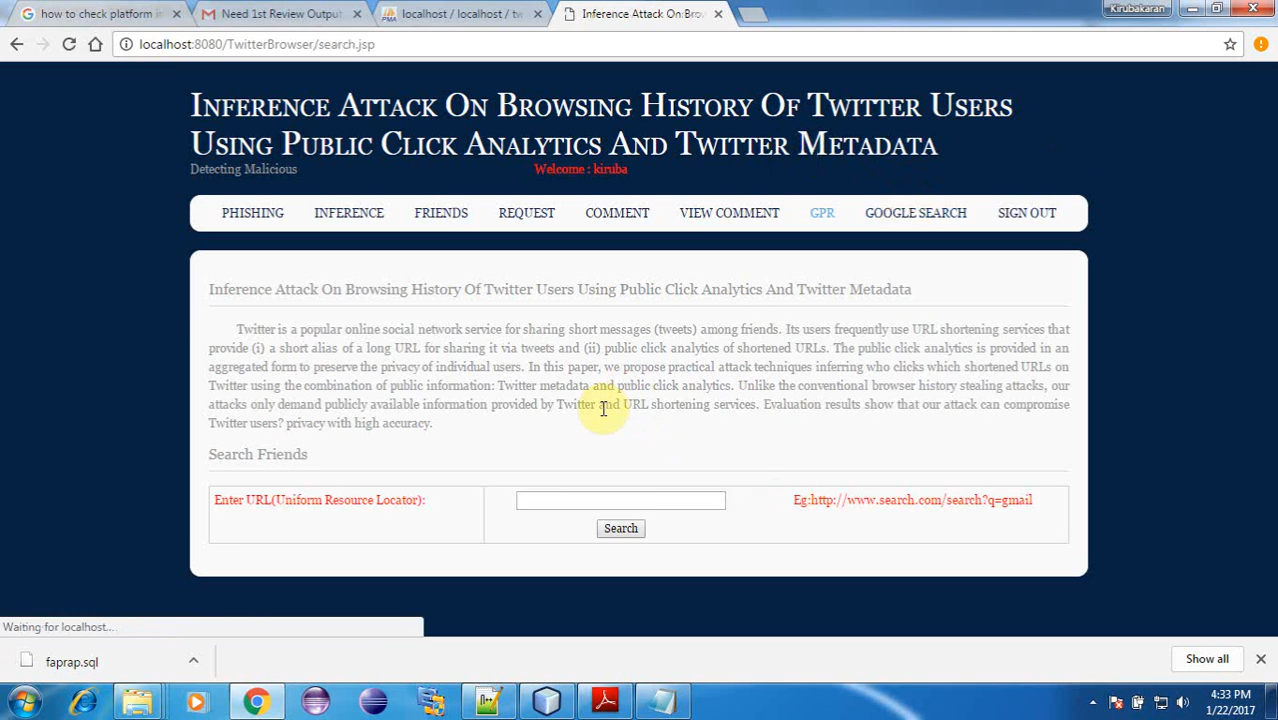 how to check platform in
Need 1st Review Output
localhost / localhost / tw
Inference Attack On Brow
Kirubakaran
localhost:8080/TwitterBrowser/search.jsp
Inference Attack On Browsing History Of Twitter Users
Using Public Click Analytics And Twitter Metadata
Detecting Malicious
Welcome : kiruba
PHISHING INFERENCE FRIENDS REQUEST COMMENT VIEW COMMENT GPR GOOGLE SEARCH SIGN OUT
Inference Attack On Browsing History Of Twitter Users Using Public Click Analytics And Twitter Metadata
Twitter is a popular online social network service for sharing short messages (tweets) among friends. Its users frequently use URL shortening services that
provide (i) a short alias of a long URL for sharing it via tweets and (ii) public click analytics of shortened URLs. The public click analytics is provided in an
aggregated form to preserve the privacy of individual users. In this paper, we propose practical attack techniques inferring who clicks which shortened URLs on
Twitter using the combination of public information: Twitter metadata and public click analytics. Unlike the conventional browser history stealing attacks, our
attacks only demand publicly available information provided by Twitter and URL shortening services. Evaluation results show that our attack can compromise
Twitter users? privacy with high accuracy.
Search Friends
Enter URL(Uniform Resource Locator):
Eg:http://www.search.com/search?q=gmail
Search
Waiting for localhost...
faprap.sql
Show all
4:33 PM
1/22/2017